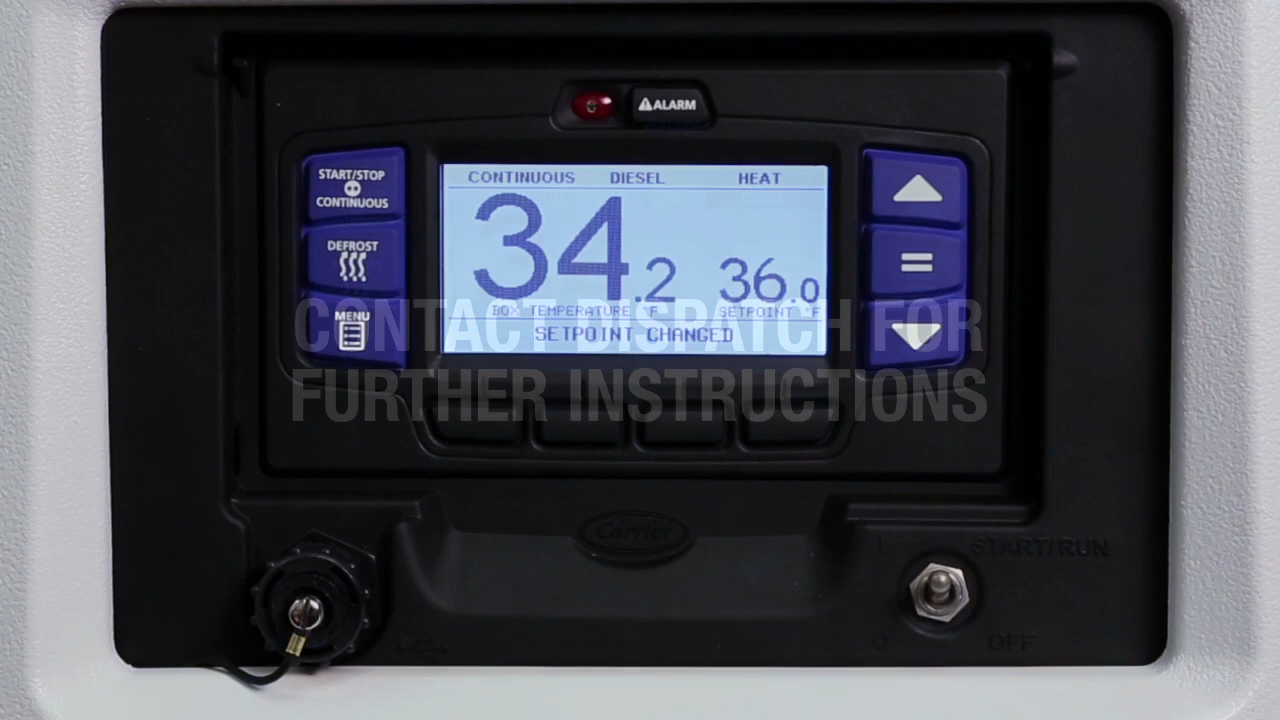 ALARM
START/STOP
CONTINUOUS
DEFROST
MENU
CONTINUOUS DIESEL HEAT
34.2 36.0
BOX TEMPERATURE °F SETPOINT °F
SETPOINT CHANGED
CONTACT DISPATCH FOR
FURTHER INSTRUCTIONS
Carrier
I START/RUN
O OFF